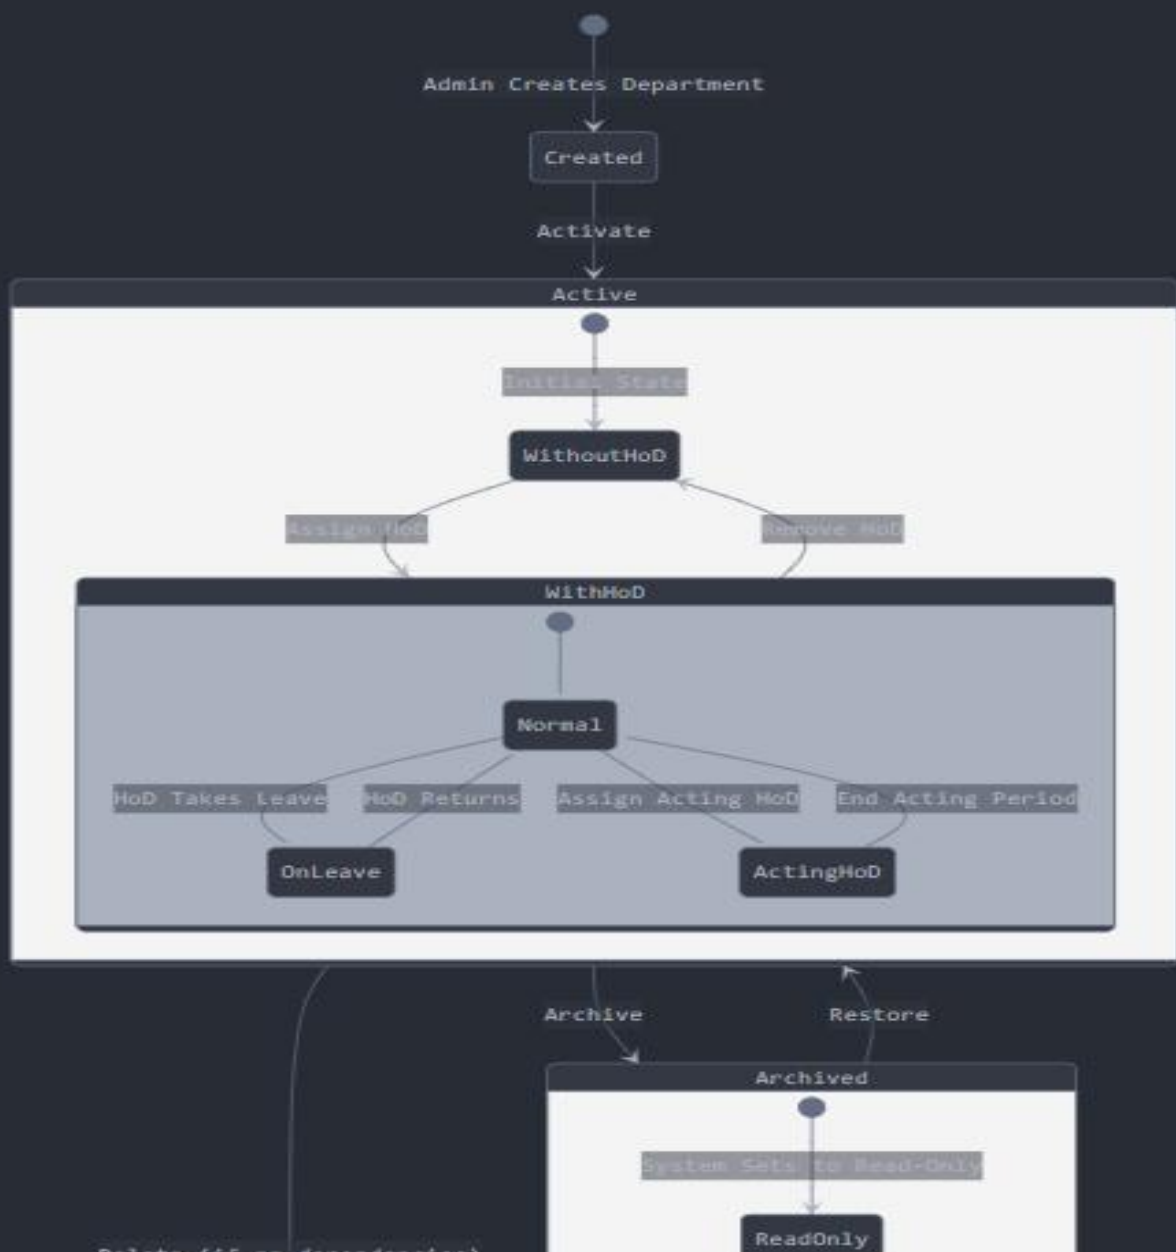 Admin Creates Department
Created
Activate
Active
Initial State
WithoutHoD
Assign HoD
Remove HoD
WithHoD
Normal
HoD Takes Leave
HoD Returns
Assign Acting HoD
End Acting Period
OnLeave
ActingHoD
Archive
Restore
Archived
System Sets to Read-Only
ReadOnly